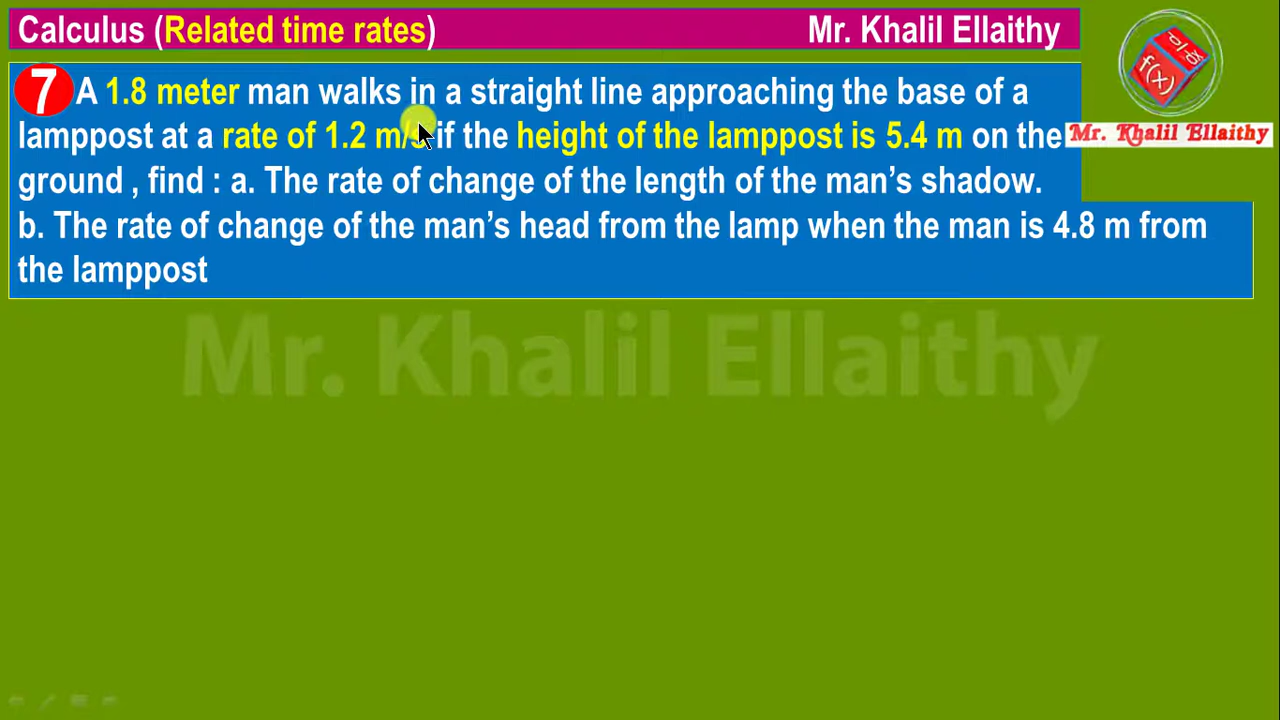 Calculus (Related time rates) Mr. Khalil Ellaithy
7 A 1.8 meter man walks in a straight line approaching the base of a
lamppost at a rate of 1.2 m/s if the height of the lamppost is 5.4 m on the
ground , find : a. The rate of change of the length of the man’s shadow.
b. The rate of change of the man’s head from the lamp when the man is 4.8 m from
the lamppost
f(x)
Mr. Khalil Ellaithy
Mr. Khalil Ellaithy